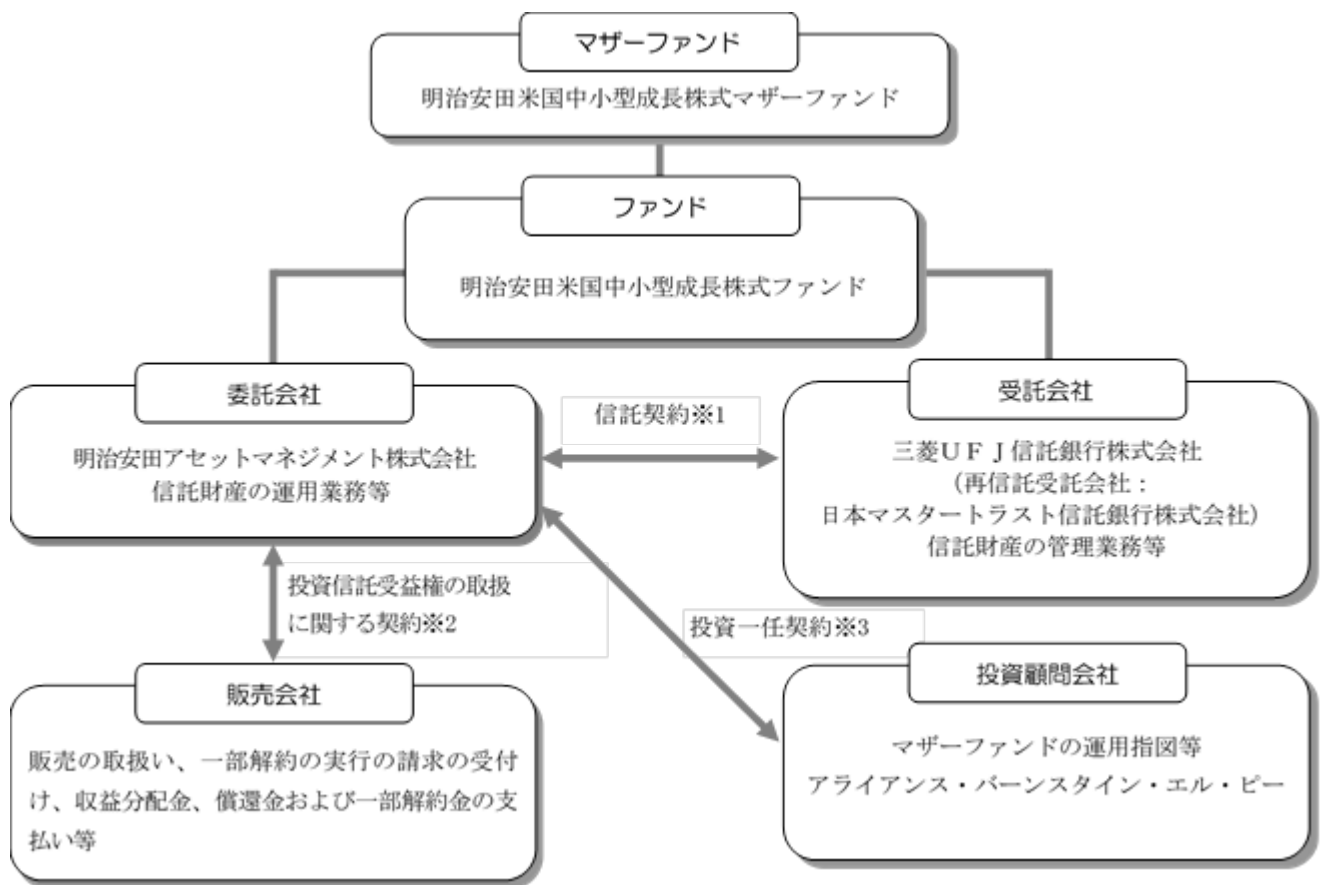 マザーファンド
明治安田米国中小型成長株式マザーファンド
ファンド
明治安田米国中小型成長株式ファンド
委託会社
明治安田アセットマネジメント株式会社
信託財産の運用業務等
信託契約※1
受託会社
三菱ＵＦＪ信託銀行株式会社
（再信託受託会社：
日本マスタートラスト信託銀行株式会社）
信託財産の管理業務等
投資信託受益権の取扱
に関する契約※2
投資一任契約※3
販売会社
販売の取扱い、一部解約の実行の請求の受付
け、収益分配金、償還金および一部解約金の支
払い等
投資顧問会社
マザーファンドの運用指図等
アライアンス・バーンスタイン・エル・ピー